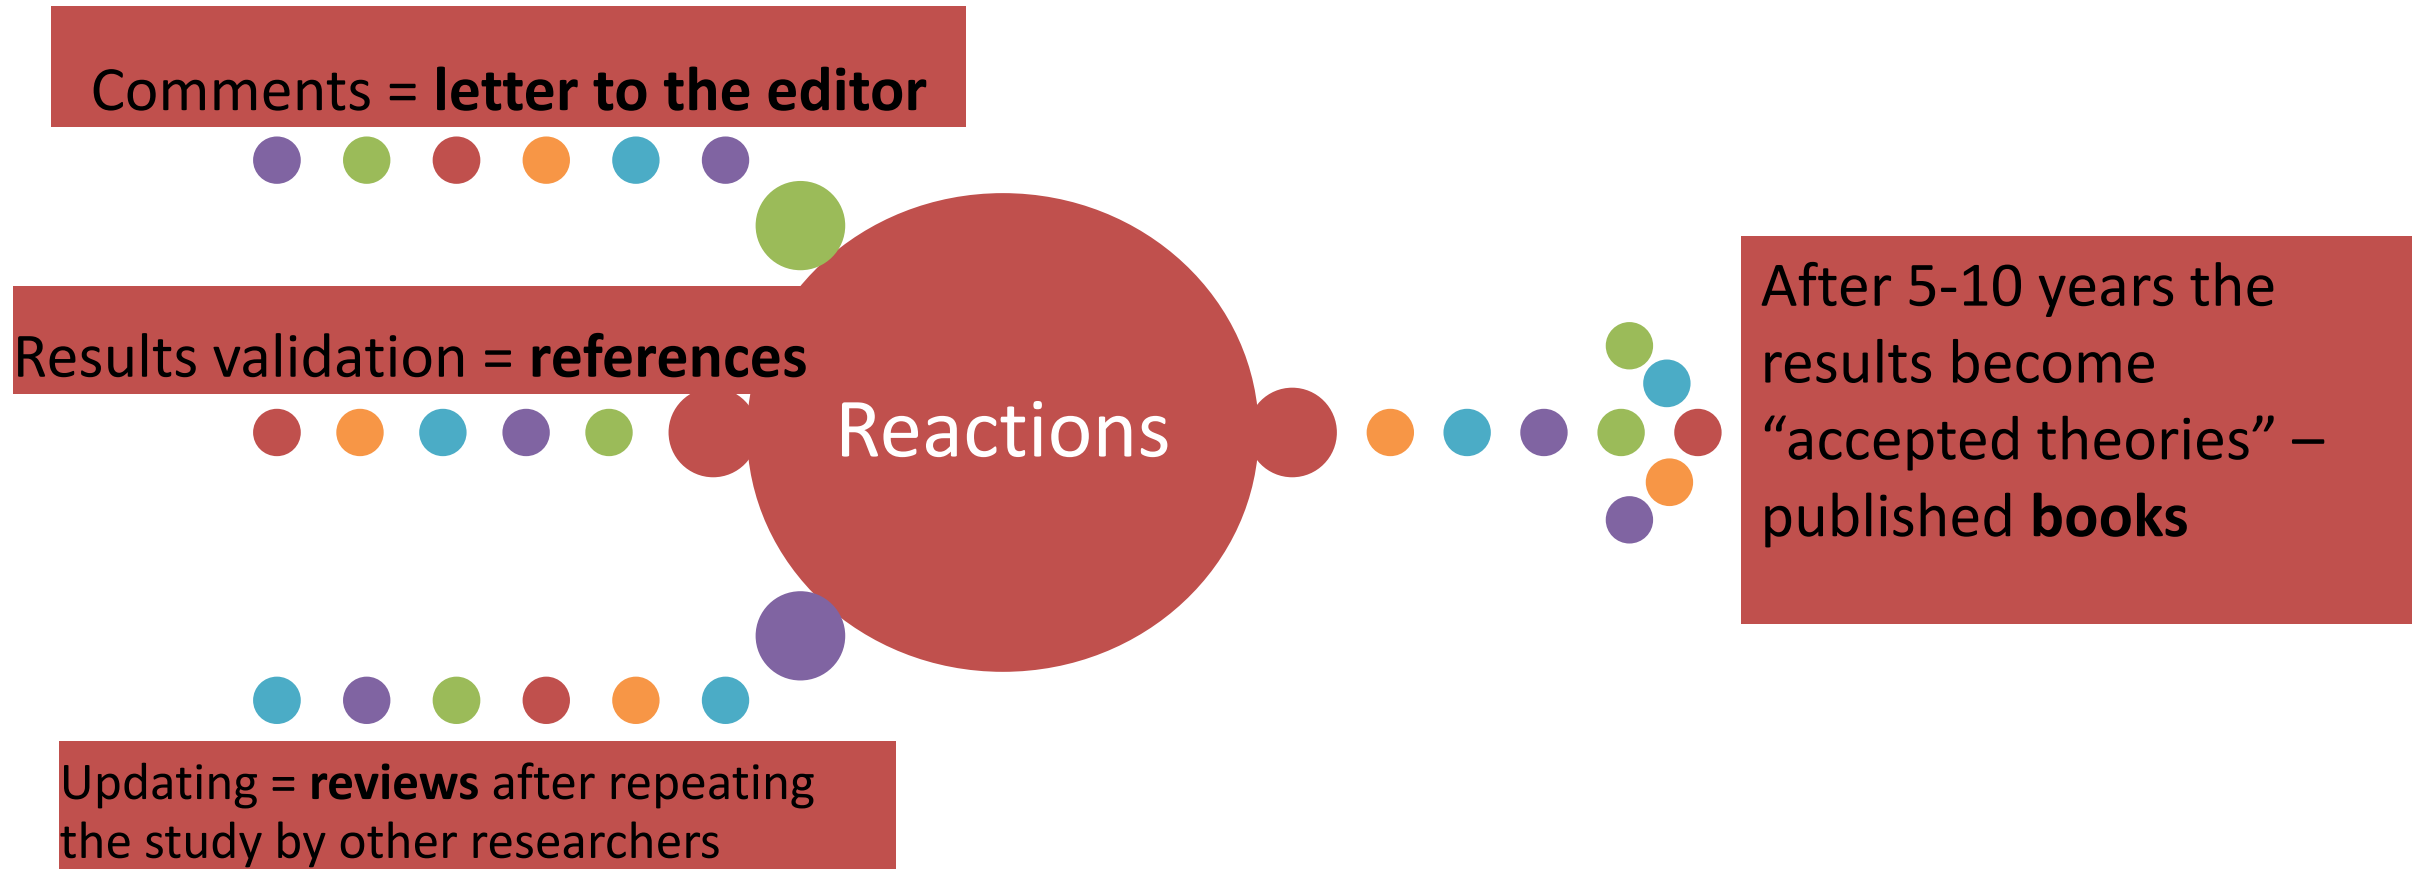 Comments = letter to the editor
Results validation = references
Reactions
Updating = reviews after repeating
the study by other researchers
After 5-10 years the
results become
“accepted theories” –
published books